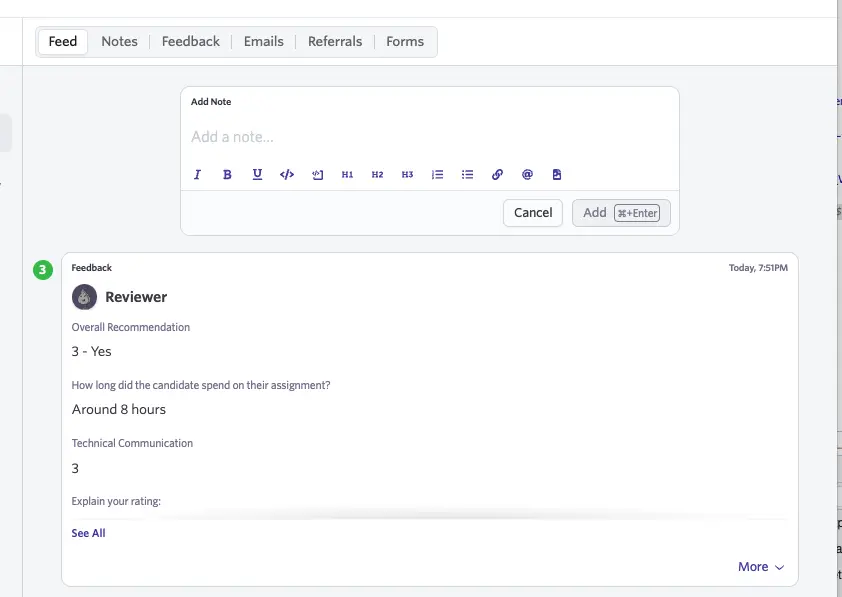 Feed Notes Feedback Emails Referrals Forms
Add Note
Add a note...
I B U </> </> H1 H2 H3 @
Cancel Add ⌘+Enter
3 Feedback Today, 7:51PM
Reviewer
Overall Recommendation
3 - Yes
How long did the candidate spend on their assignment?
Around 8 hours
Technical Communication
3
Explain your rating:
See All
More